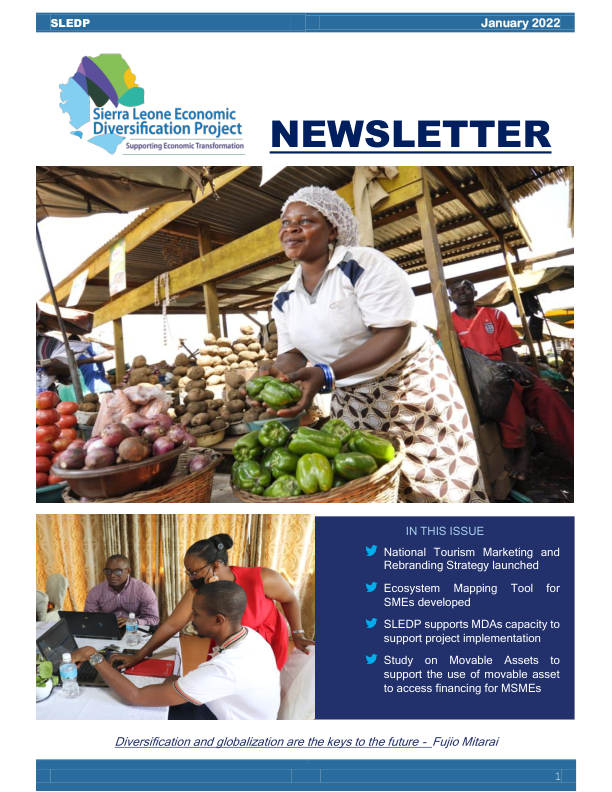 SLEDP January 2022
Sierra Leone Economic
Diversification Project
Supporting Economic Transformation
NEWSLETTER
IN THIS ISSUE
National Tourism Marketing and
Rebranding Strategy launched
Ecosystem Mapping Tool for
SMEs developed
SLEDP supports MDAs capacity to
support project implementation
Study on Movable Assets to
support the use of movable asset
to access financing for MSMEs
Diversification and globalization are the keys to the future - Fujio Mitarai
1